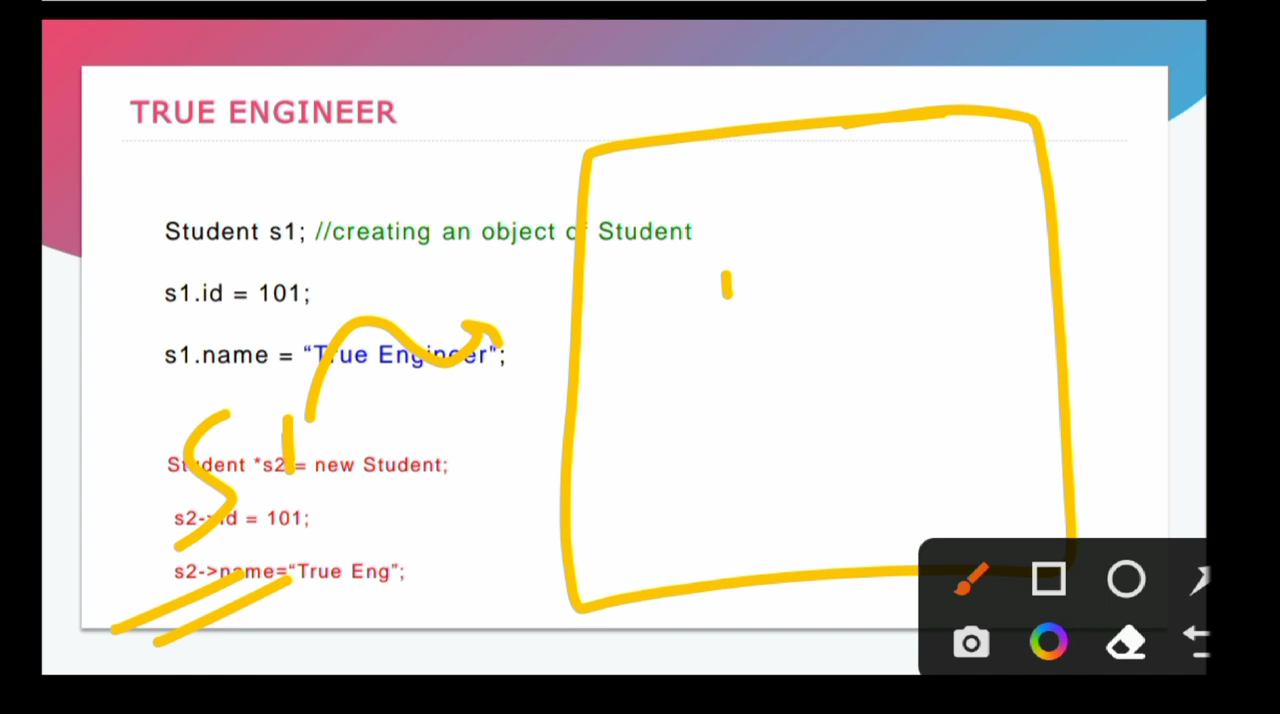 TRUE ENGINEER
Student s1; //creating an object of Student
s1.id = 101;
s1.name = “True Engineer";
S1
Student *s2 = new Student;
s2->id = 101;
s2->name=“True Eng";